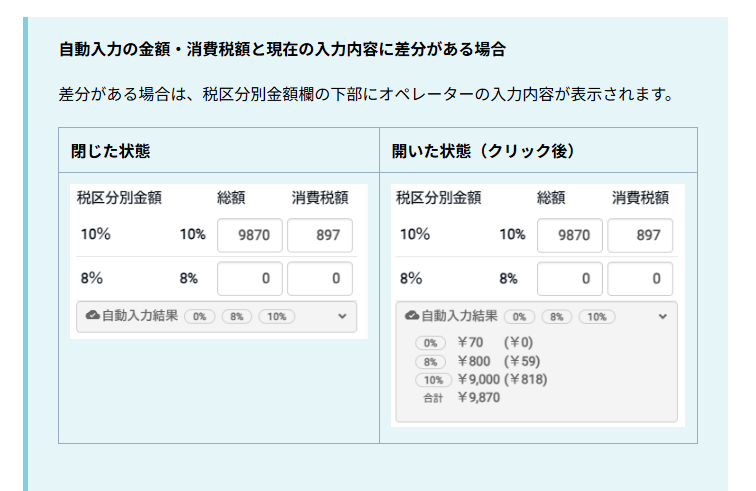 自動入力の金額・消費税額と現在の入力内容に差分がある場合
差分がある場合は、税区分別金額欄の下部にオペレーターの入力内容が表示されます。
閉じた状態
開いた状態（クリック後）
税区分別金額 総額 消費税額
10% 10% 9870 897
8% 8% 0 0
自動入力結果 0% 8% 10%
税区分別金額 総額 消費税額
10% 10% 9870 897
8% 8% 0 0
自動入力結果 0% 8% 10%
0% ￥70 (￥0)
8% ￥800 (￥59)
10% ￥9,000 (￥818)
合計 ￥9,870